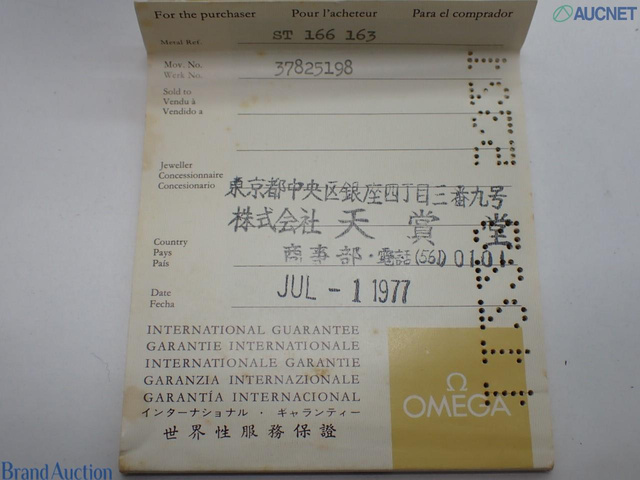 AUCNET
For the purchaser Pour l'acheteur Para el comprador
Metal Ref. ST 166 163
Mov. No. 37825198
Werk No.
Sold to
Vendu à
Vendido a
Jeweller
Concessionnaire
Concesionario
東京都中央区銀座四丁目三番九号
株式会社 天賞堂
商事部・電話(561)0101
Country
Pays
País
Date JUL -1 1977
Fecha
INTERNATIONAL GUARANTEE
GARANTIE INTERNATIONALE
INTERNATIONALE GARANTIE
GARANZIA INTERNAZIONALE
GARANTÍA INTERNACIONAL
インターナショナル・ギャランティー
世界性服務保證
Ω
OMEGA
Brand Auction